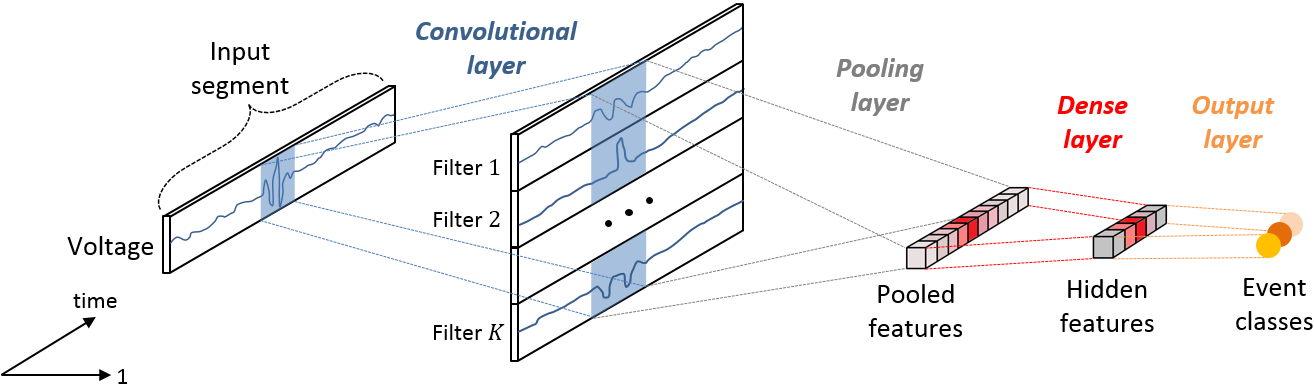 Input
segment
Convolutional
layer
Pooling
layer
Dense
layer
Output
layer
Voltage
Filter 1
Filter 2
Filter K
Pooled
features
Hidden
features
Event
classes
time
1